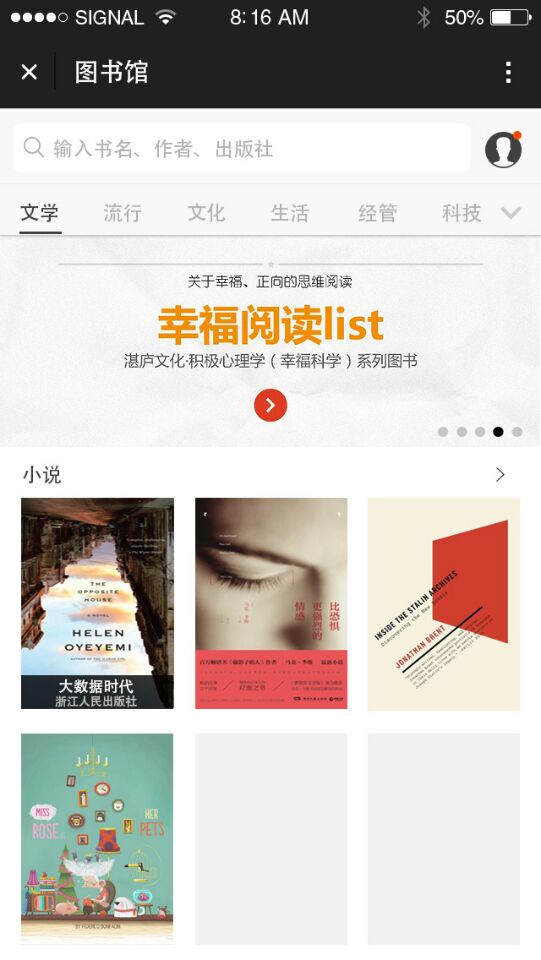 SIGNAL 8:16 AM 50%
图书馆
输入书名、作者、出版社
文学 流行 文化 生活 经管 科技
关于幸福、正向的思维阅读
幸福阅读list
湛庐文化·积极心理学（幸福科学）系列图书
小说
THE
OPPOSITE
HOUSE
A NOVEL
HELEN
OYEYEMI
大数据时代
浙江人民出版社
比恐惧
更强烈的
情感
INSIDE THE STALIN ARCHIVES
Discovering the New Russia
JONATHAN BRENT
MISS
ROSE &
HER
PETS